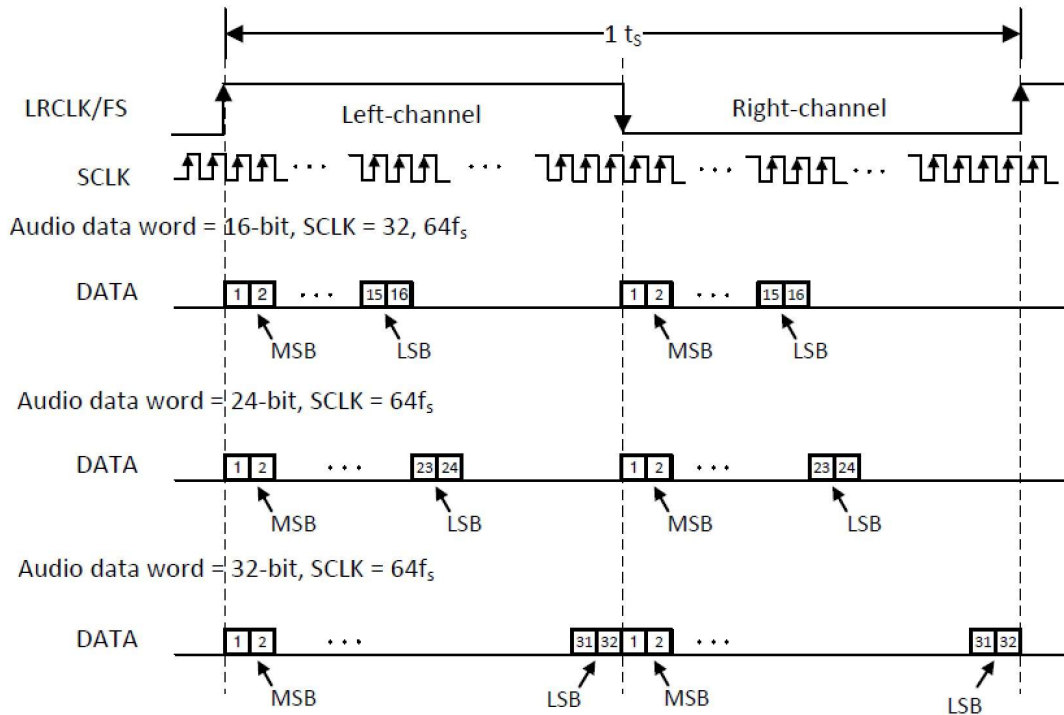 1 tS
LRCLK/FS
Left-channel
Right-channel
SCLK
Audio data word = 16-bit, SCLK = 32, 64fs
DATA
1 2 · · · 15 16 1 2 · · · 15 16
MSB LSB MSB LSB
Audio data word = 24-bit, SCLK = 64fs
DATA
1 2 · · · 23 24 1 2 · · · 23 24
MSB LSB MSB LSB
Audio data word = 32-bit, SCLK = 64fs
DATA
1 2 · · · 31 32 1 2 · · · 31 32
MSB LSB MSB LSB